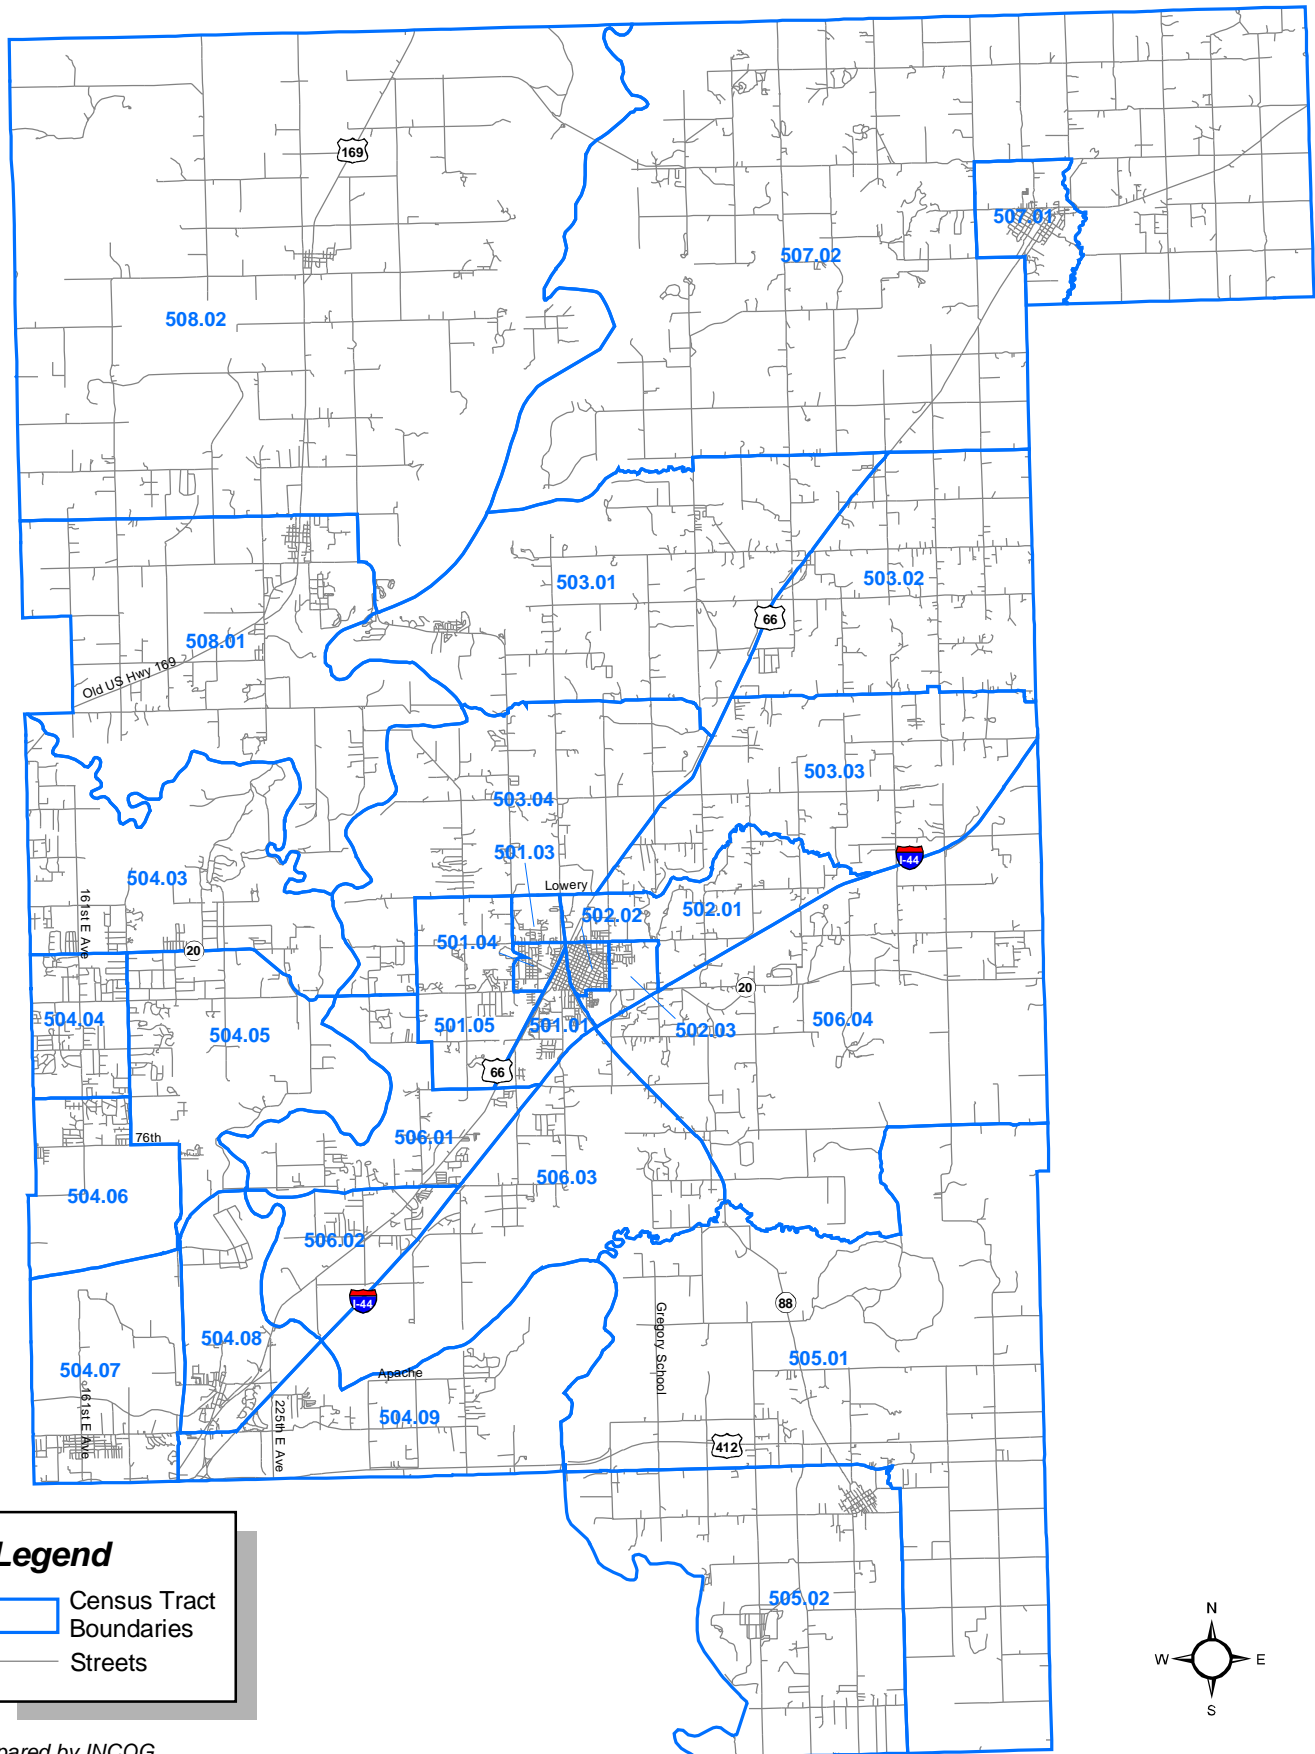 169
507.01
507.02
508.02
503.01
503.02
66
508.01
Old US Hwy 169
503.03
503.04
501.03
I-44
504.03
Lowery
161st E Ave
502.02
502.01
501.04
20
20
504.04
504.05
501.05
501.01
502.03
506.04
66
76th
506.01
506.03
504.06
506.02
I-44
88
Gregory School
504.08
505.01
504.07
Apache
161st E Ave
225th E Ave
504.09
412
Legend
Census Tract
Boundaries
Streets
505.02
N
W
E
S
pared by INCOG